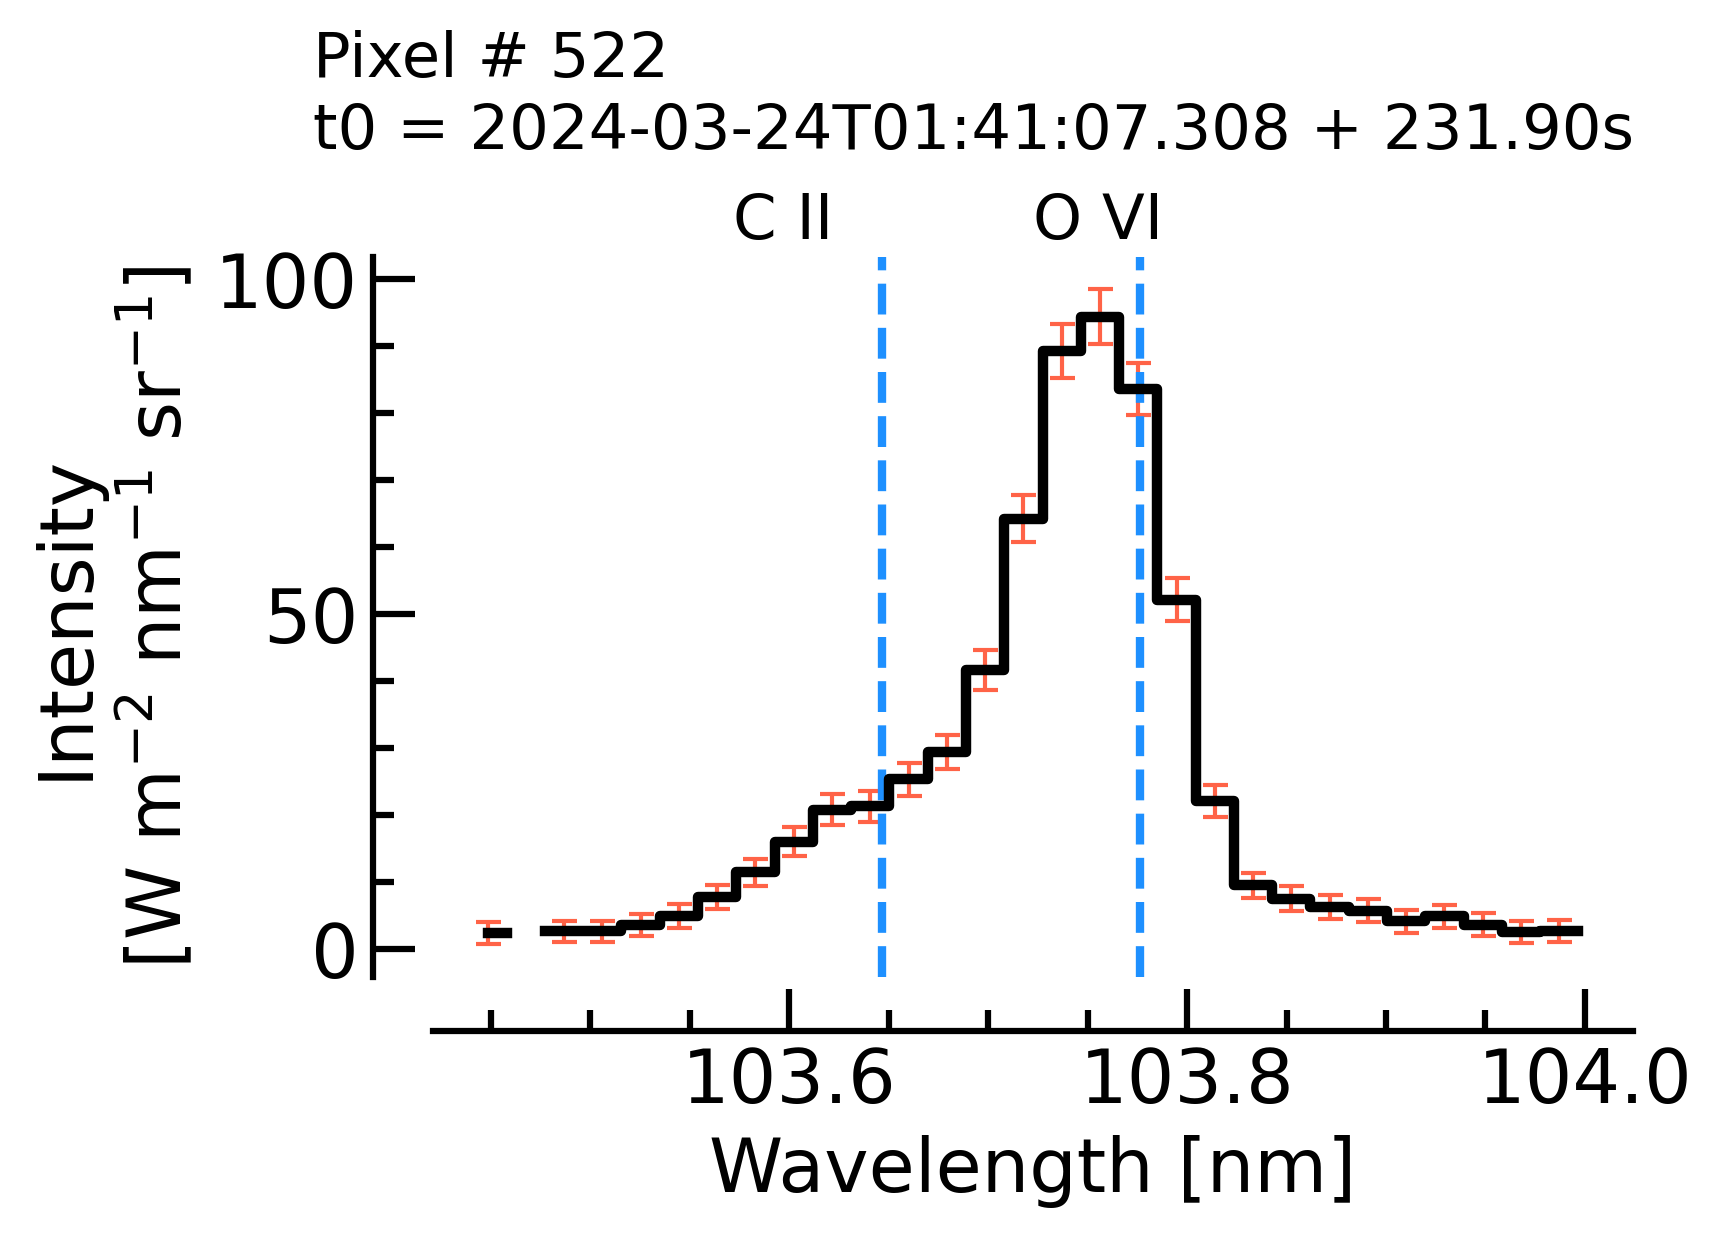 Pixel # 522
t0 = 2024-03-24T01:41:07.308 + 231.90s
C II O VI
Intensity
[W m⁻² nm⁻¹ sr⁻¹]
100
50
0
103.6 103.8 104.0
Wavelength [nm]